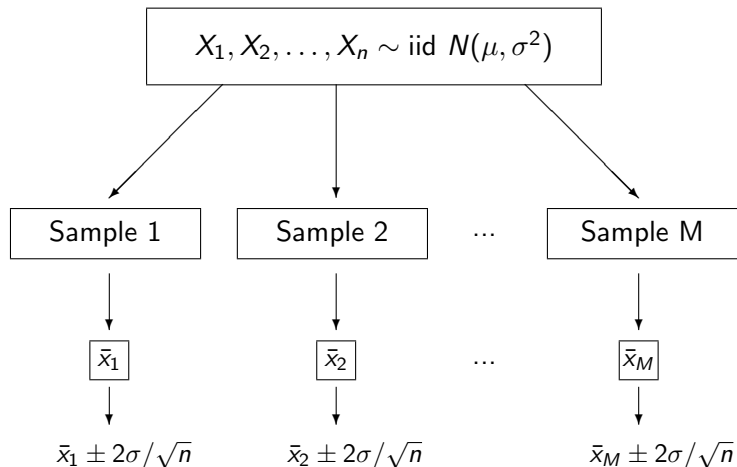 X₁, X₂, . . . , Xₙ ∼ iid N(μ, σ²)
Sample 1 Sample 2 ... Sample M
x̄₁ x̄₂ ... x̄_M
x̄₁ ± 2σ/√n x̄₂ ± 2σ/√n x̄_M ± 2σ/√n